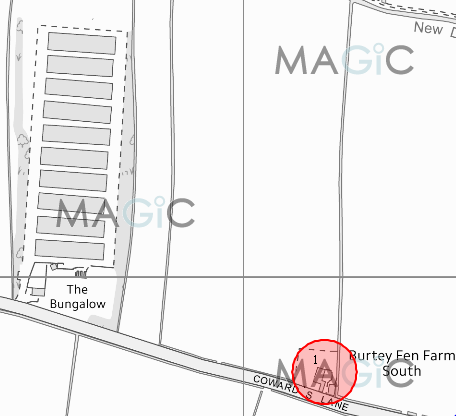 New D
MAGiC
MAGiC
The
Bungalow
1
Burtey Fen Farm
South
MAGiC
COWARD'S LANE